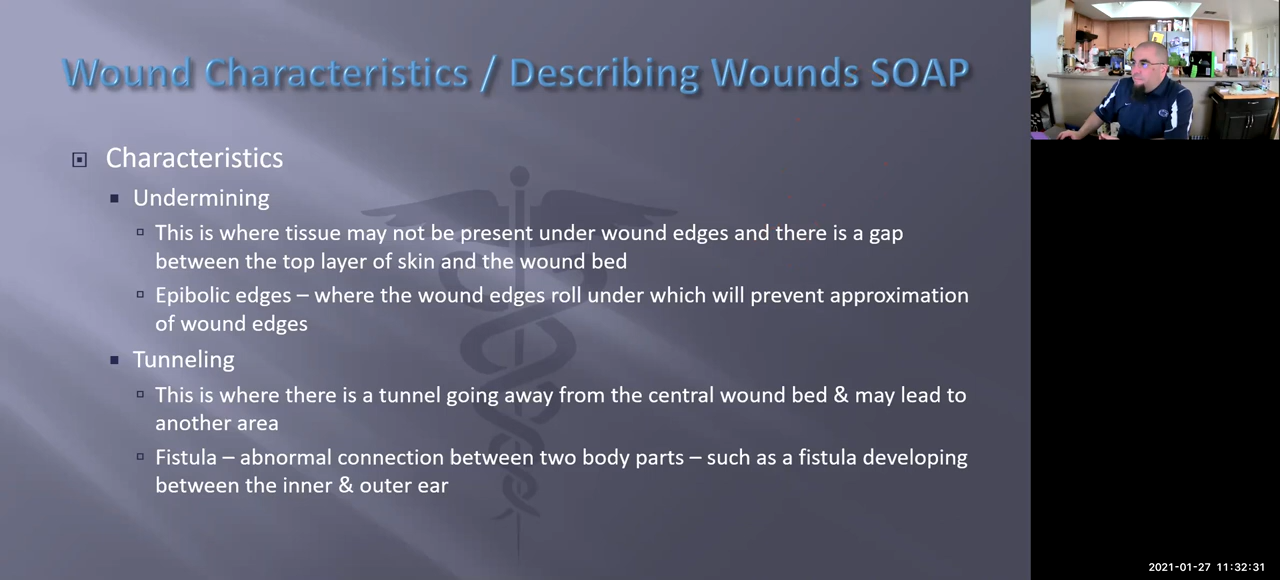 Wound Characteristics / Describing Wounds SOAP
Characteristics
Undermining
This is where tissue may not be present under wound edges and there is a gap
between the top layer of skin and the wound bed
Epibolic edges – where the wound edges roll under which will prevent approximation
of wound edges
Tunneling
This is where there is a tunnel going away from the central wound bed & may lead to
another area
Fistula – abnormal connection between two body parts – such as a fistula developing
between the inner & outer ear
2021-01-27 11:32:31